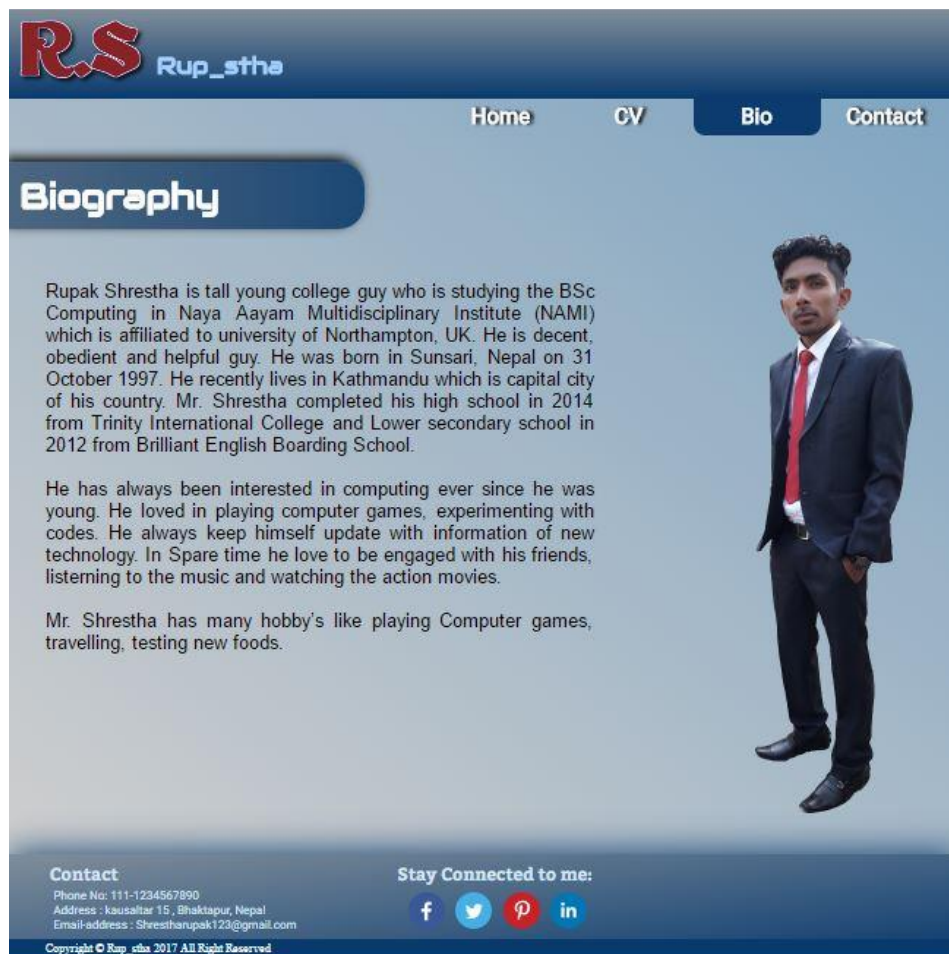 R.S Rup_stha
Home CV Bio Contact
Biography
Rupak Shrestha is tall young college guy who is studying the BSc
Computing in Naya Aayam Multidisciplinary Institute (NAMI)
which is affiliated to university of Northampton, UK. He is decent,
obedient and helpful guy. He was born in Sunsari, Nepal on 31
October 1997. He recently lives in Kathmandu which is capital city
of his country. Mr. Shrestha completed his high school in 2014
from Trinity International College and Lower secondary school in
2012 from Brilliant English Boarding School.
He has always been interested in computing ever since he was
young. He loved in playing computer games, experimenting with
codes. He always keep himself update with information of new
technology. In Spare time he love to be engaged with his friends,
listerning to the music and watching the action movies.
Mr. Shrestha has many hobby's like playing Computer games,
travelling, testing new foods.
Contact
Phone No: 111-1234567890
Address : kausaltar 15 , Bhaktapur, Nepal
Email-address : Shrestharupak123@gmail.com
Stay Connected to me:
f in
Copyright © Rup_stha 2017 All Right Reserved